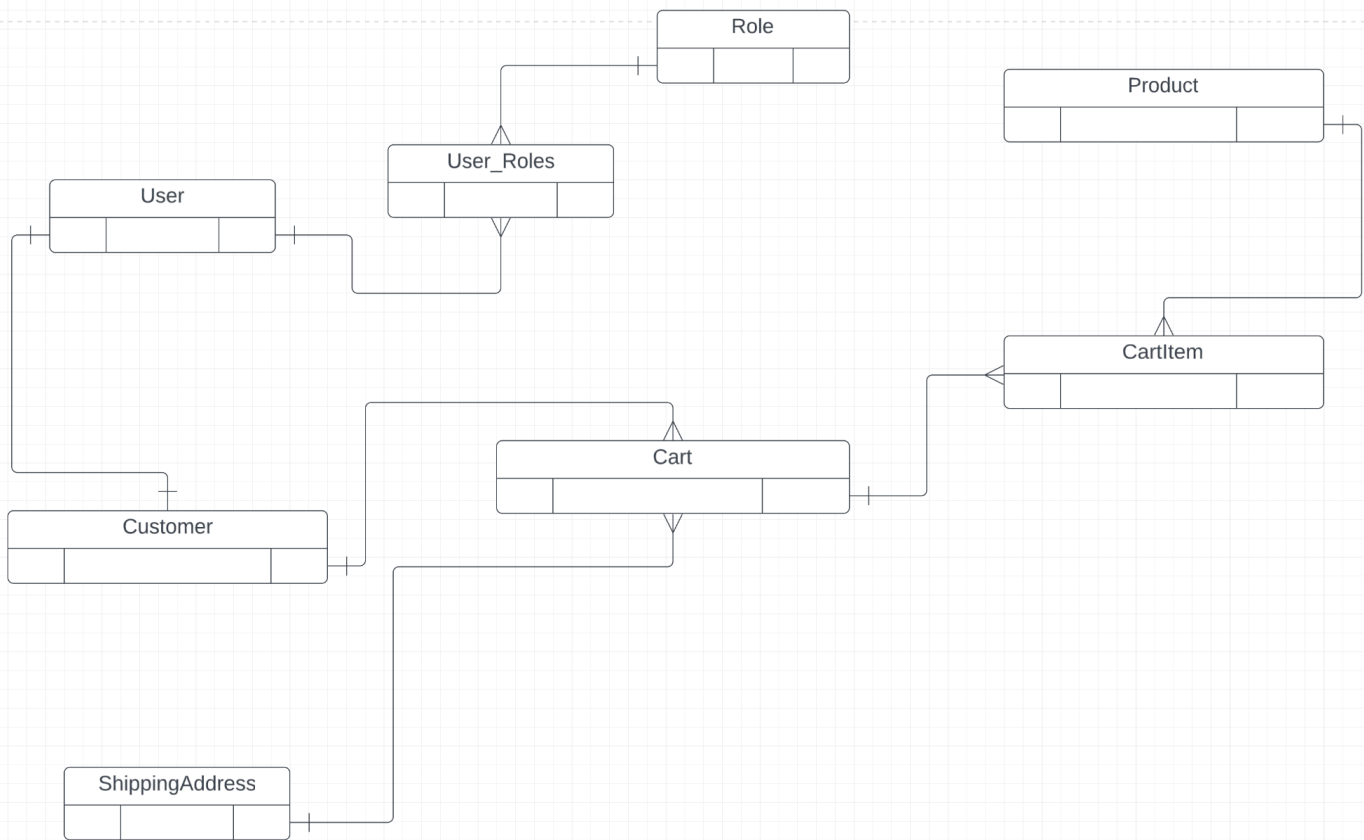 Role
Product
User_Roles
User
CartItem
Cart
Customer
ShippingAddress